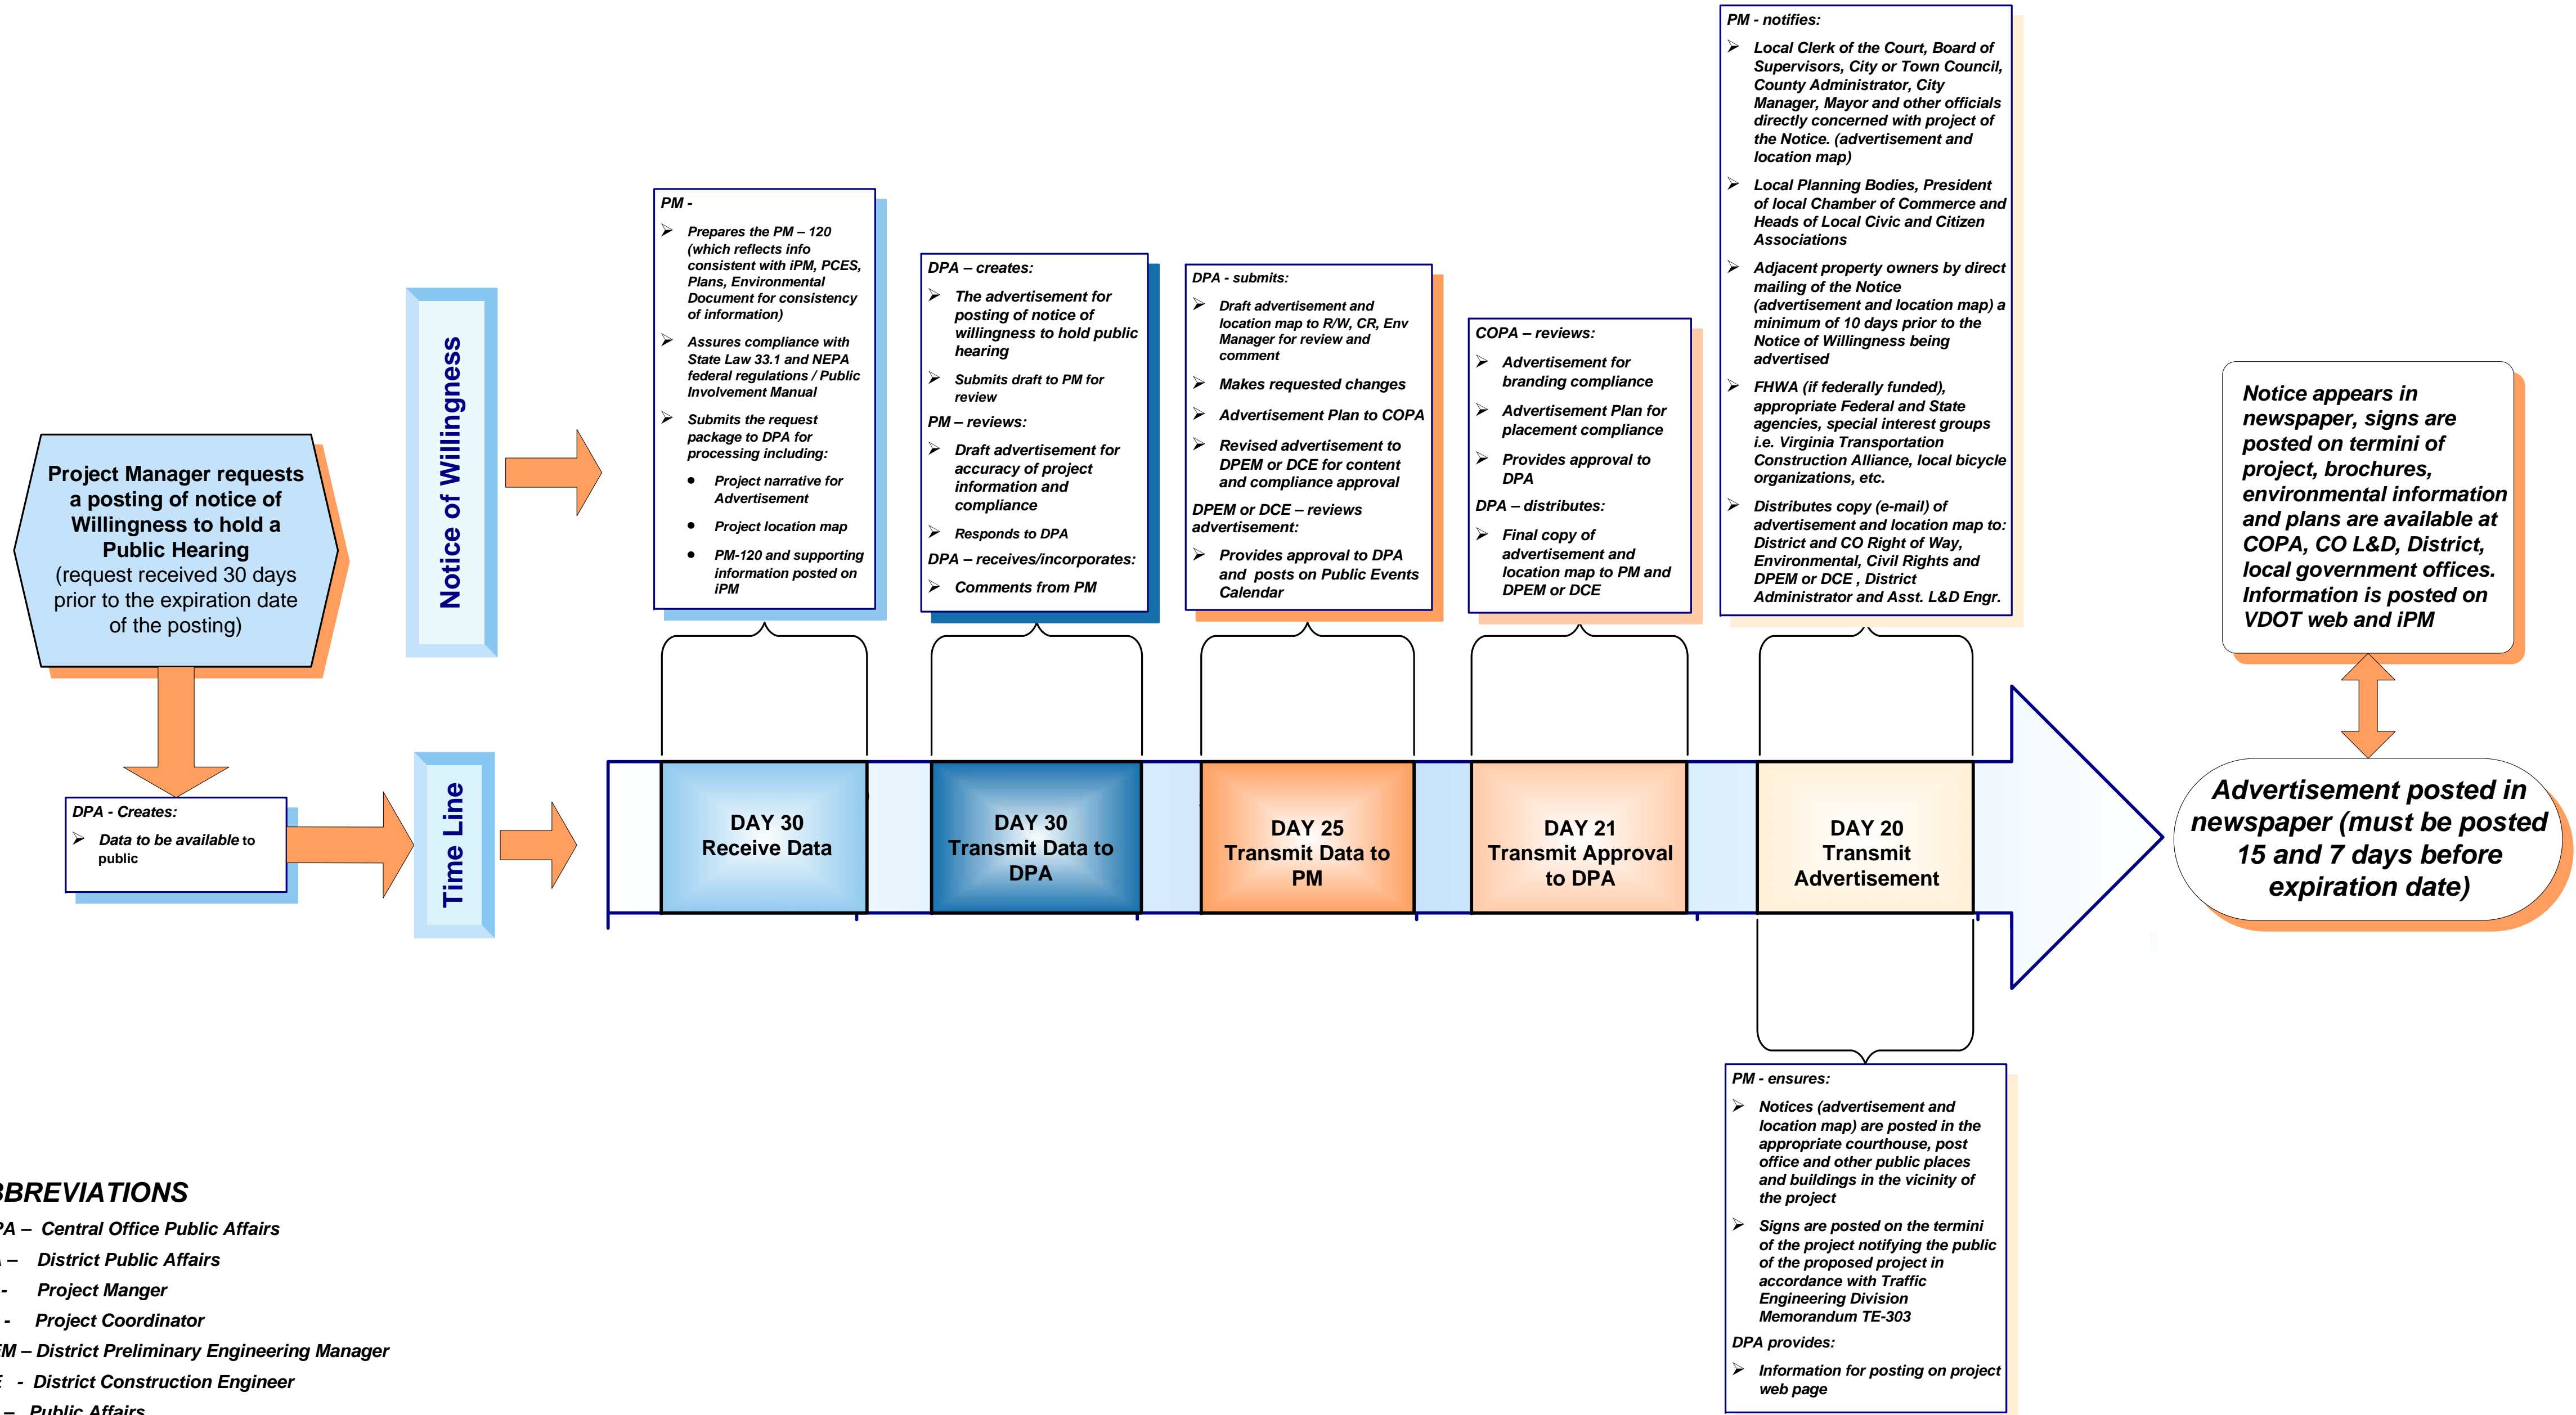 Project Manager requests
a posting of notice of
Willingness to hold a
Public Hearing
(request received 30 days
prior to the expiration date
of the posting)
DPA - Creates:
➢ Data to be available to
public
Notice of Willingness
Time Line
PM -
➢ Prepares the PM – 120
(which reflects info
consistent with iPM, PCES,
Plans, Environmental
Document for consistency
of information)
➢ Assures compliance with
State Law 33.1 and NEPA
federal regulations / Public
Involvement Manual
➢ Submits the request
package to DPA for
processing including:
● Project narrative for
Advertisement
● Project location map
● PM-120 and supporting
information posted on
iPM
DPA – creates:
➢ The advertisement for
posting of notice of
willingness to hold public
hearing
➢ Submits draft to PM for
review
PM – reviews:
➢ Draft advertisement for
accuracy of project
information and
compliance
➢ Responds to DPA
DPA – receives/incorporates:
➢ Comments from PM
DPA - submits:
➢ Draft advertisement and
location map to R/W, CR, Env
Manager for review and
comment
➢ Makes requested changes
➢ Advertisement Plan to COPA
➢ Revised advertisement to
DPEM or DCE for content
and compliance approval
DPEM or DCE – reviews
advertisement:
➢ Provides approval to DPA
and posts on Public Events
Calendar
COPA – reviews:
➢ Advertisement for
branding compliance
➢ Advertisement Plan for
placement compliance
➢ Provides approval to
DPA
DPA – distributes:
➢ Final copy of
advertisement and
location map to PM and
DPEM or DCE
PM - notifies:
➢ Local Clerk of the Court, Board of
Supervisors, City or Town Council,
County Administrator, City
Manager, Mayor and other officials
directly concerned with project of
the Notice. (advertisement and
location map)
➢ Local Planning Bodies, President
of local Chamber of Commerce and
Heads of Local Civic and Citizen
Associations
➢ Adjacent property owners by direct
mailing of the Notice
(advertisement and location map) a
minimum of 10 days prior to the
Notice of Willingness being
advertised
➢ FHWA (if federally funded),
appropriate Federal and State
agencies, special interest groups
i.e. Virginia Transportation
Construction Alliance, local bicycle
organizations, etc.
➢ Distributes copy (e-mail) of
advertisement and location map to:
District and CO Right of Way,
Environmental, Civil Rights and
DPEM or DCE , District
Administrator and Asst. L&D Engr.
DAY 30
Receive Data
DAY 30
Transmit Data to
DPA
DAY 25
Transmit Data to
PM
DAY 21
Transmit Approval
to DPA
DAY 20
Transmit
Advertisement
Notice appears in
newspaper, signs are
posted on termini of
project, brochures,
environmental information
and plans are available at
COPA, CO L&D, District,
local government offices.
Information is posted on
VDOT web and iPM
Advertisement posted in
newspaper (must be posted
15 and 7 days before
expiration date)
PM - ensures:
➢ Notices (advertisement and
location map) are posted in the
appropriate courthouse, post
office and other public places
and buildings in the vicinity of
the project
➢ Signs are posted on the termini
of the project notifying the public
of the proposed project in
accordance with Traffic
Engineering Division
Memorandum TE-303
DPA provides:
➢ Information for posting on project
web page
BBREVIATIONS
PA – Central Office Public Affairs
– District Public Affairs
- Project Manger
- Project Coordinator
EM – District Preliminary Engineering Manager
E - District Construction Engineer
– Public Affairs